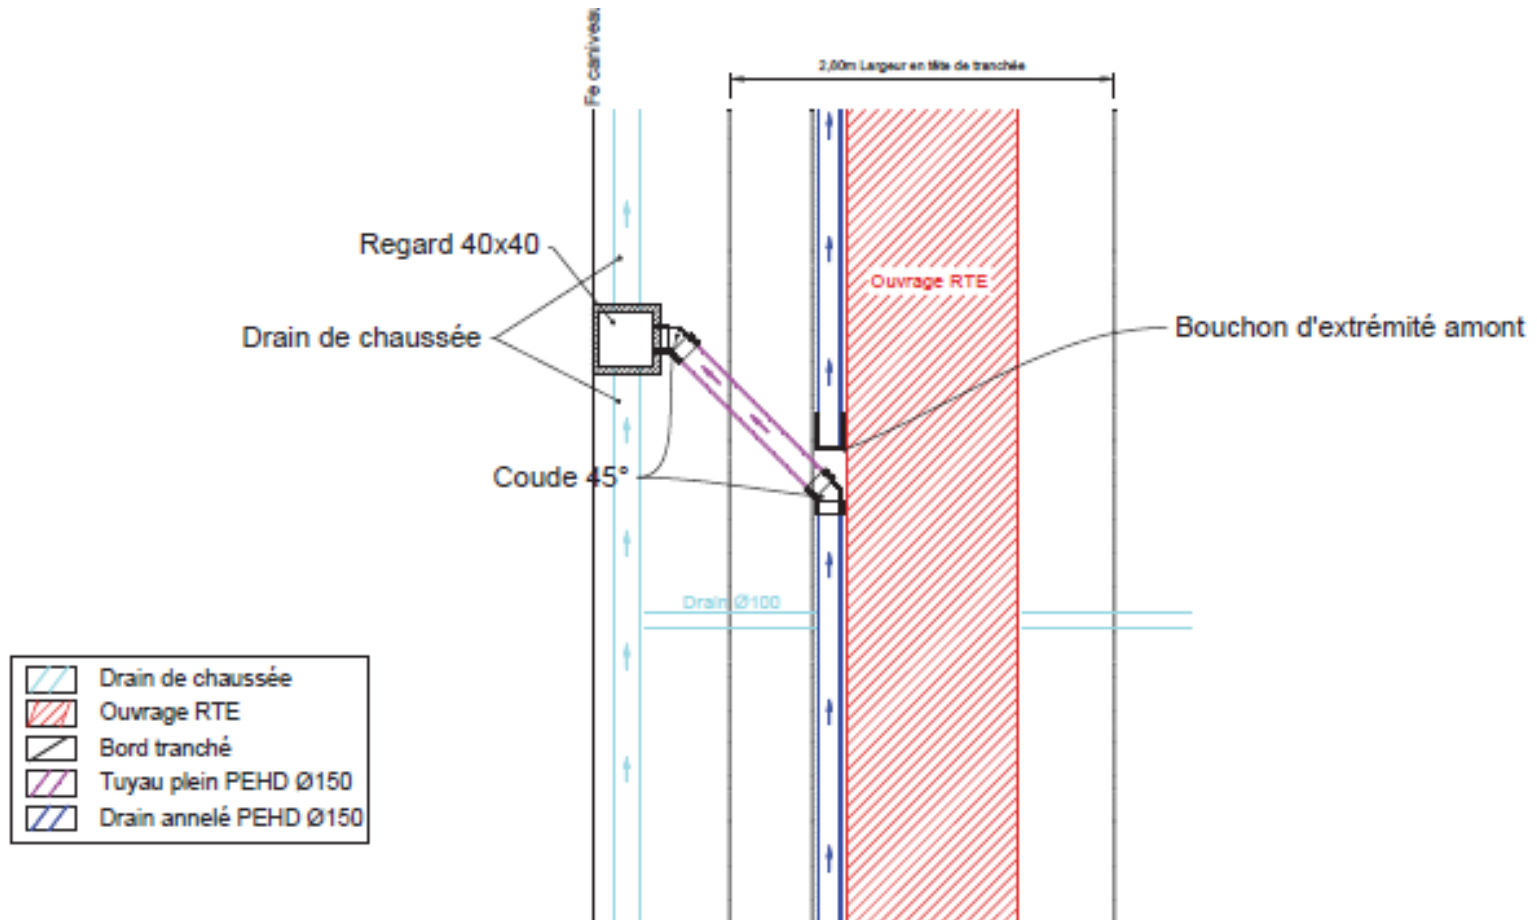 Fe caniveau
2,00m Largeur en tête de tranchée
Regard 40x40
Ouvrage RTE
Drain de chaussée
Bouchon d'extrémité amont
Coude 45°
Drain Ø100
Drain de chaussée
Ouvrage RTE
Bord tranché
Tuyau plein PEHD Ø150
Drain annelé PEHD Ø150